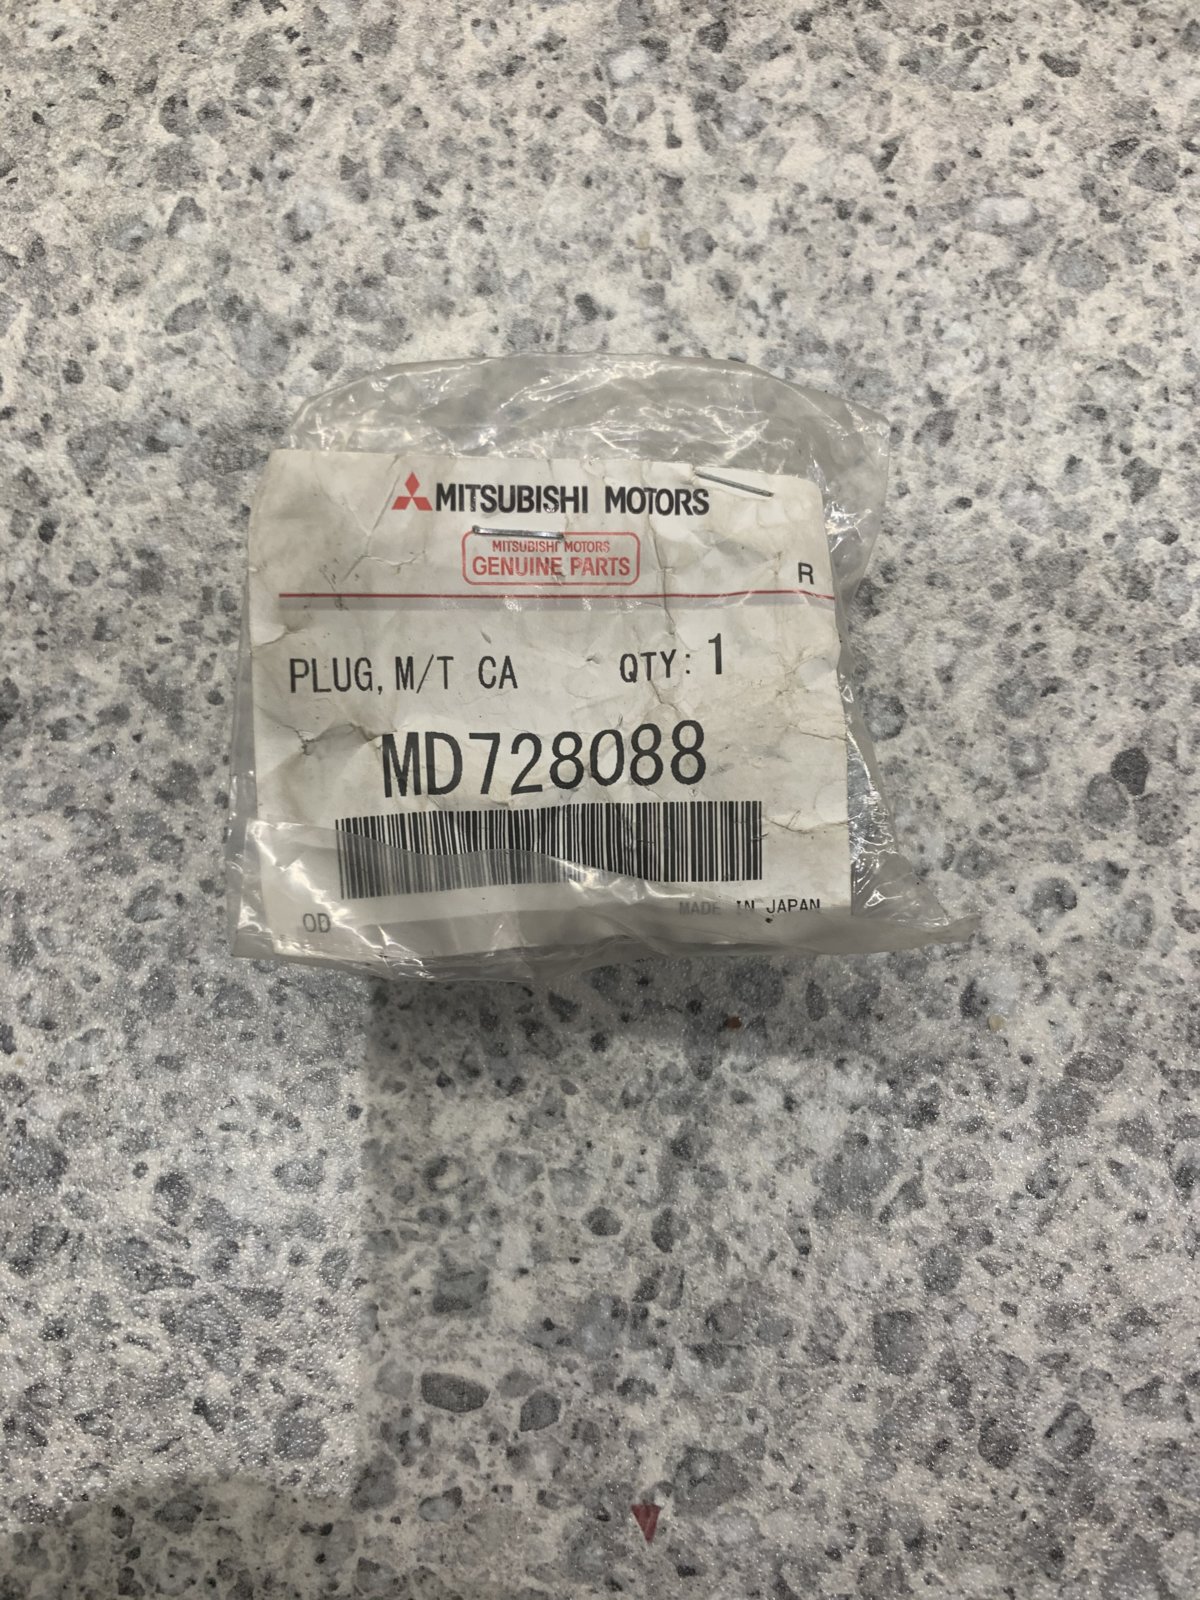 MITSUBISHI MOTORS
MITSUBISHI MOTORS
GENUINE PARTS
R
PLUG, M/T CA QTY: 1
MD728088
OD MADE IN JAPAN